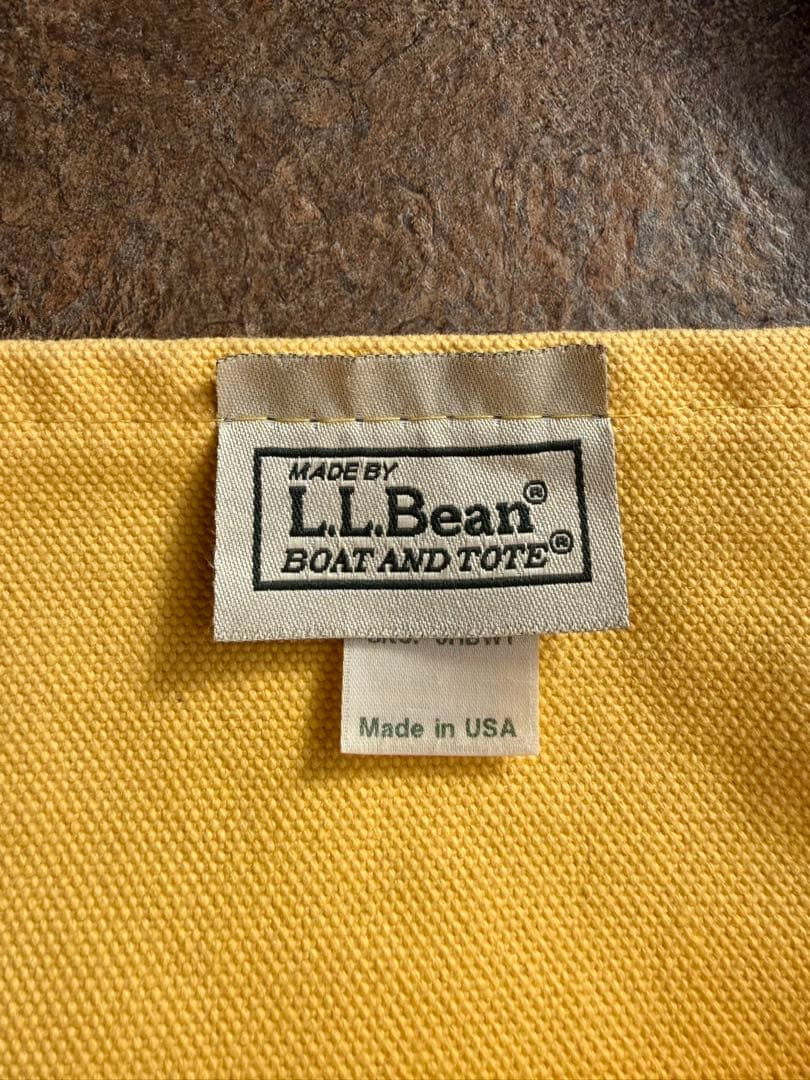 MADE BY
L.L.Bean®
BOAT AND TOTE®
Made in USA